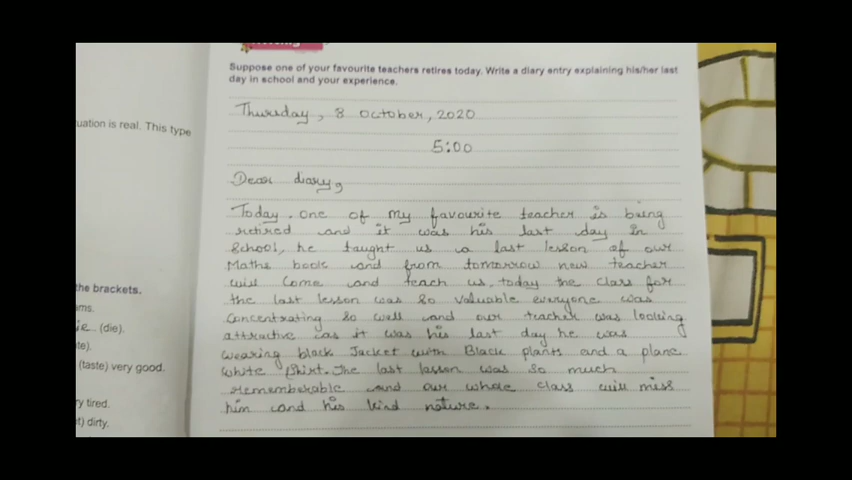 Suppose one of your favourite teachers retires today. Write a diary entry explaining his/her last
day in school and your experience.
Thursday, 8 October, 2020
5:00
Dear diary,
Today. One of my favourite teacher is being
retired and it was his last day in
School, he taught us a last lesson of our
Maths book and from tomorrow new teacher
will come and teach us, today the class for
the last lesson was so valuable everyone was
concentrating so well and our teacher was looking
attractive as it was his last day he was
wearing black Jacket with Black plants and a plane
white shirt. The last lasson was so much
rememberable and our whole class will miss
him and his kind nature.
uation is real. This type
the brackets.
ams.
ie (die).
te).
(taste) very good.
ry tired.
t) dirty.